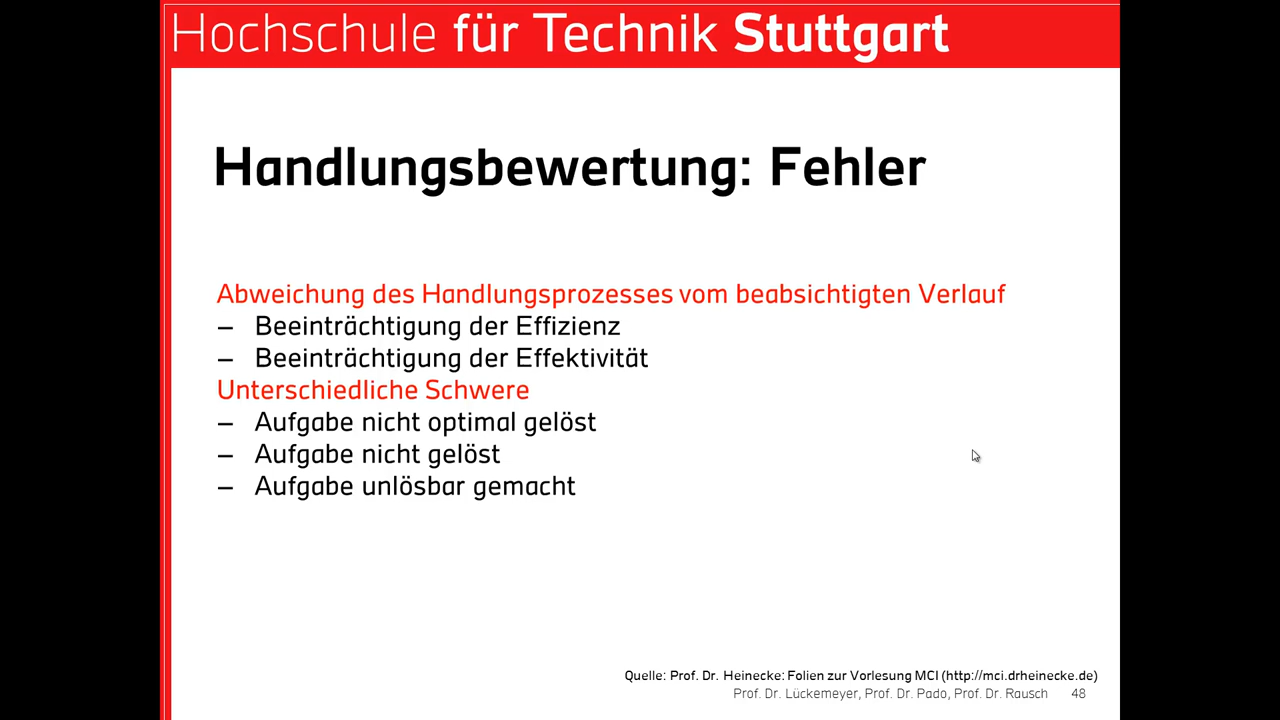 Hochschule für Technik Stuttgart
Handlungsbewertung: Fehler
Abweichung des Handlungsprozesses vom beabsichtigten Verlauf
– Beeinträchtigung der Effizienz
– Beeinträchtigung der Effektivität
Unterschiedliche Schwere
– Aufgabe nicht optimal gelöst
– Aufgabe nicht gelöst
– Aufgabe unlösbar gemacht
Quelle: Prof. Dr. Heinecke: Folien zur Vorlesung MCI (http://mci.drheinecke.de)
Prof. Dr. Lückemeyer, Prof. Dr. Pado, Prof. Dr. Rausch 48